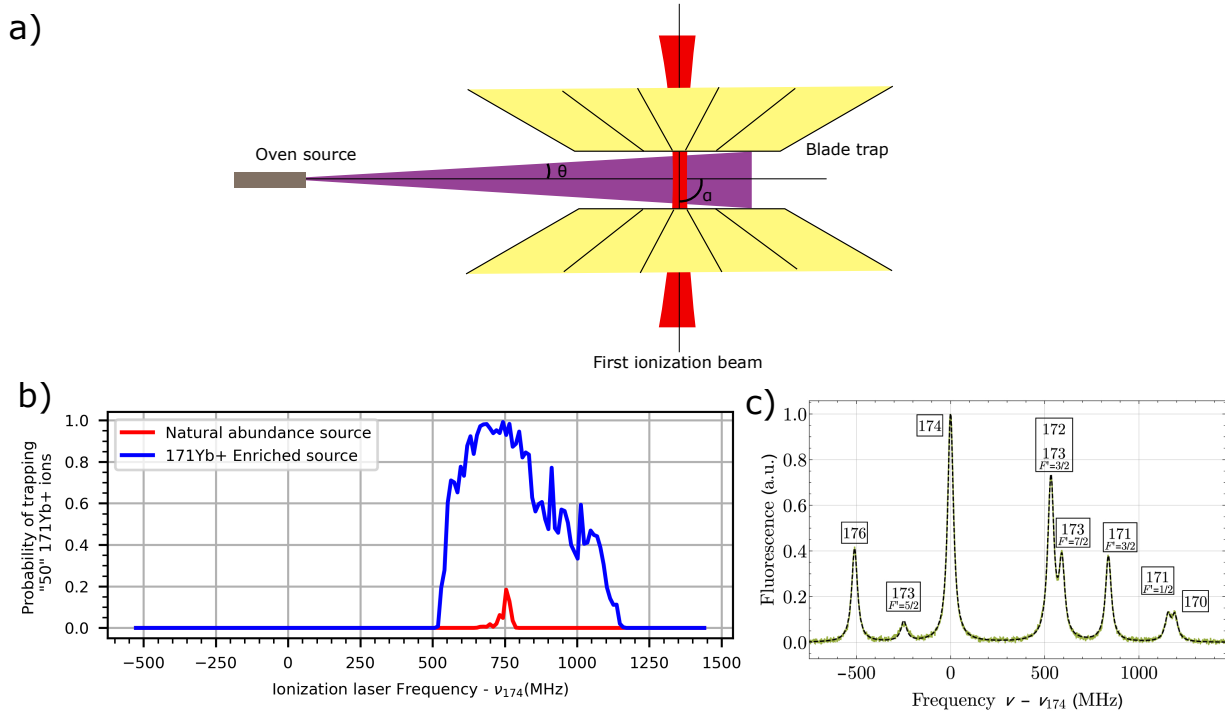 a)
Oven source
θ
Blade trap
α
First ionization beam
b)
Probability of trapping
"50" 171Yb+ ions
1.0
0.8
0.6
0.4
0.2
0.0
Natural abundance source
171Yb+ Enriched source
−500 −250 0 250 500 750 1000 1250 1500
Ionization laser Frequency - ν174(MHz)
c)
Fluorescence (a.u.)
1.0
0.8
0.6
0.4
0.2
0.0
176
173
F'=5/2
174
172
173
F'=3/2
173
F'=7/2
171
F'=3/2
171
F'=1/2
170
−500 0 500 1000
Frequency ν − ν174 (MHz)